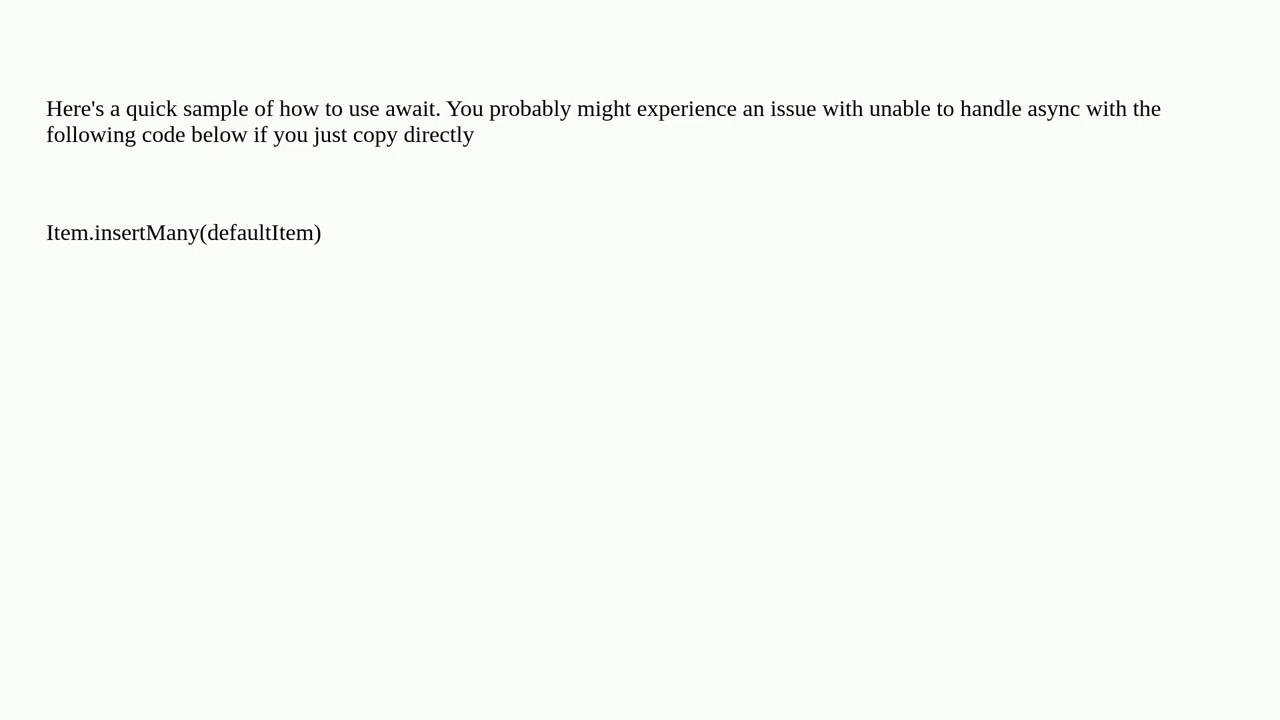 Here's a quick sample of how to use await. You probably might experience an issue with unable to handle async with the
following code below if you just copy directly
Item.insertMany(defaultItem)